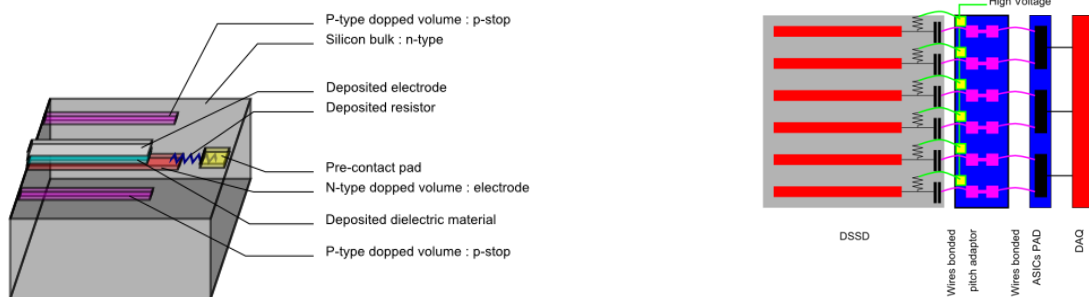 P-type dopped volume : p-stop
Silicon bulk : n-type
Deposited electrode
Deposited resistor
Pre-contact pad
N-type dopped volume : electrode
Deposited dielectric material
P-type dopped volume : p-stop
High Voltage
DSSD
Wires bonded
pitch adaptor
Wires bonded
ASICs PAD
DAQ